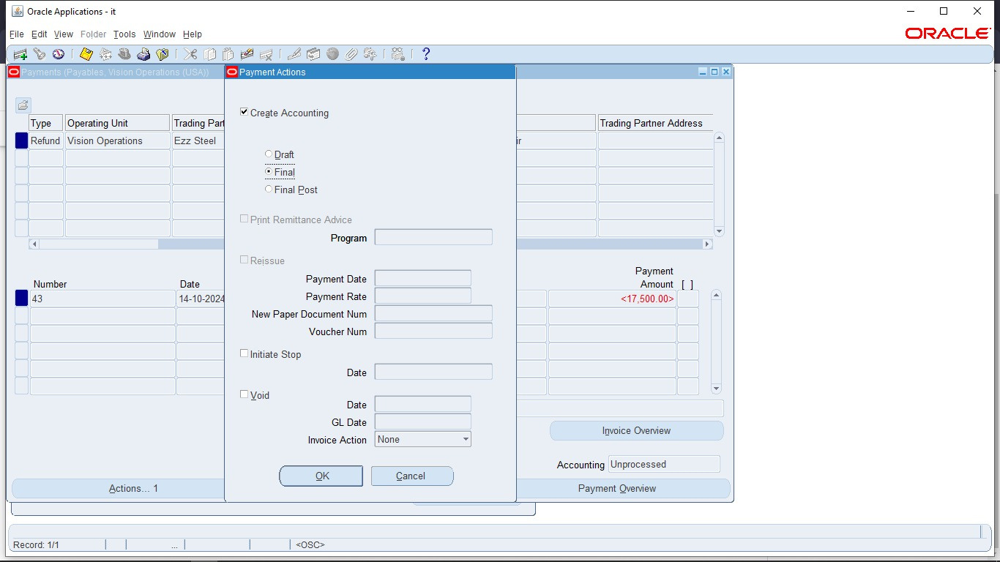 Oracle Applications - it
File Edit View Folder Tools Window Help
ORACLE
Payments (Payables, Vision Operations (USA))
Payment Actions
Create Accounting
Type Operating Unit Trading Part Trading Partner Address
Refund Vision Operations Ezz Steel ir
Draft
Final
Final Post
Print Remittance Advice
Program
Reissue
Payment Date
Payment
Number Date Amount [ ]
43 14-10-2024 <17,500.00>
Payment Rate
New Paper Document Num
Voucher Num
Initiate Stop
Date
Void
Date
GL Date
Invoice Action None
Invoice Overview
Accounting Unprocessed
OK Cancel
Actions... 1 Payment Overview
Record: 1/1 ... <OSC>